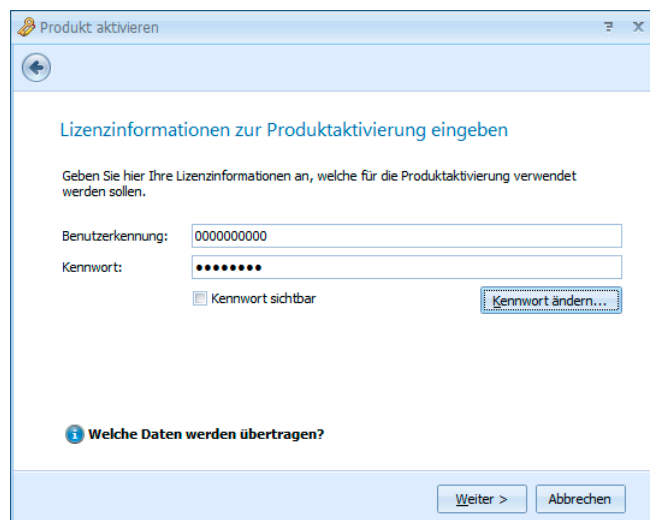 Produkt aktivieren
Lizenzinformationen zur Produktaktivierung eingeben
Geben Sie hier Ihre Lizenzinformationen an, welche für die Produktaktivierung verwendet
werden sollen.
Benutzerkennung: 0000000000
Kennwort: ●●●●●●●●
Kennwort sichtbar Kennwort ändern...
Welche Daten werden übertragen?
Weiter > Abbrechen